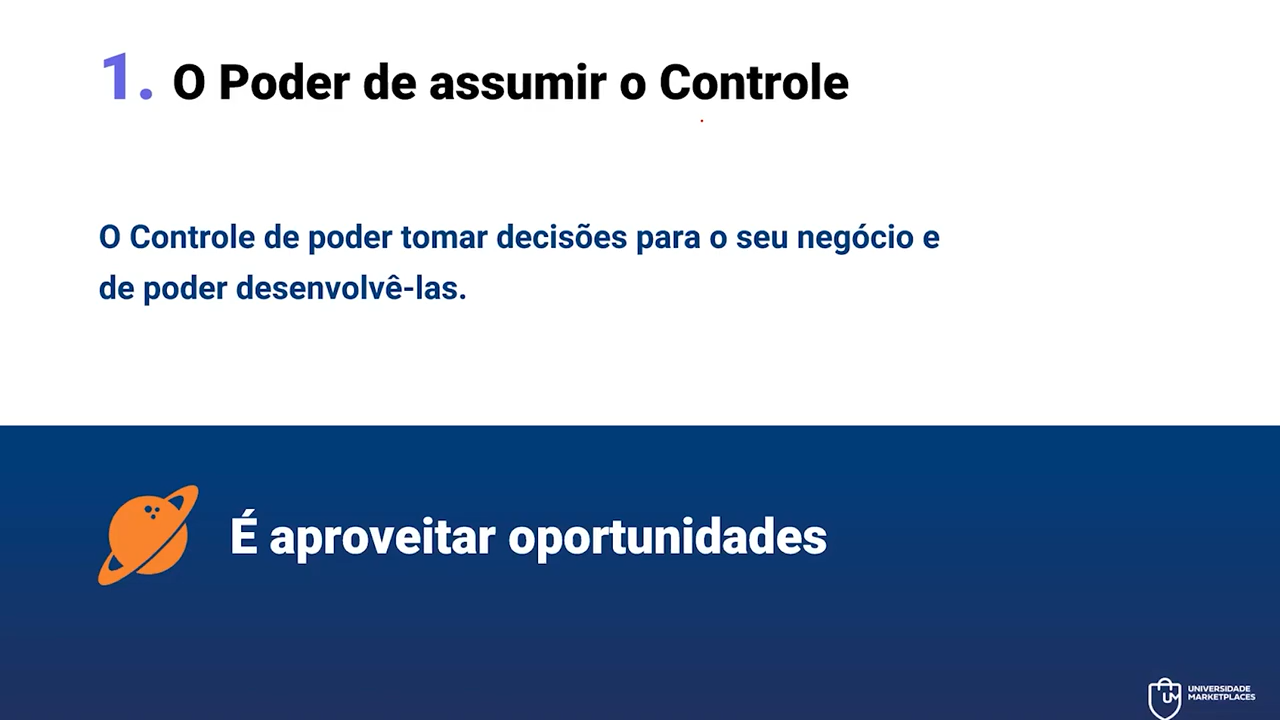 1. O Poder de assumir o Controle
O Controle de poder tomar decisões para o seu negócio e
de poder desenvolvê-las.
É aproveitar oportunidades
UM
UNIVERSIDADE
MARKETPLACES